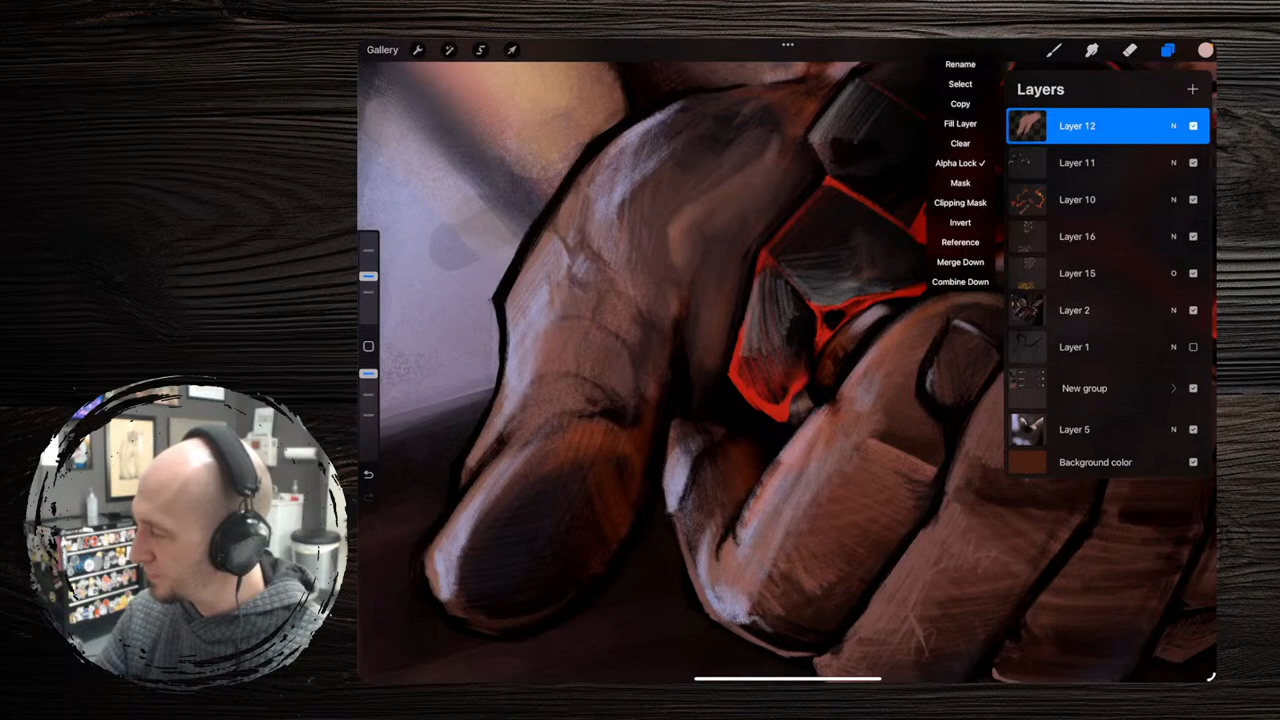 Gallery
Rename
Select
Copy
Fill Layer
Clear
Alpha Lock ✓
Mask
Clipping Mask
Invert
Reference
Merge Down
Combine Down
Layers
Layer 12 N
Layer 11 N
Layer 10 N
Layer 16 N
Layer 15 O
Layer 2 N
Layer 1 N
New group
Layer 5 N
Background color